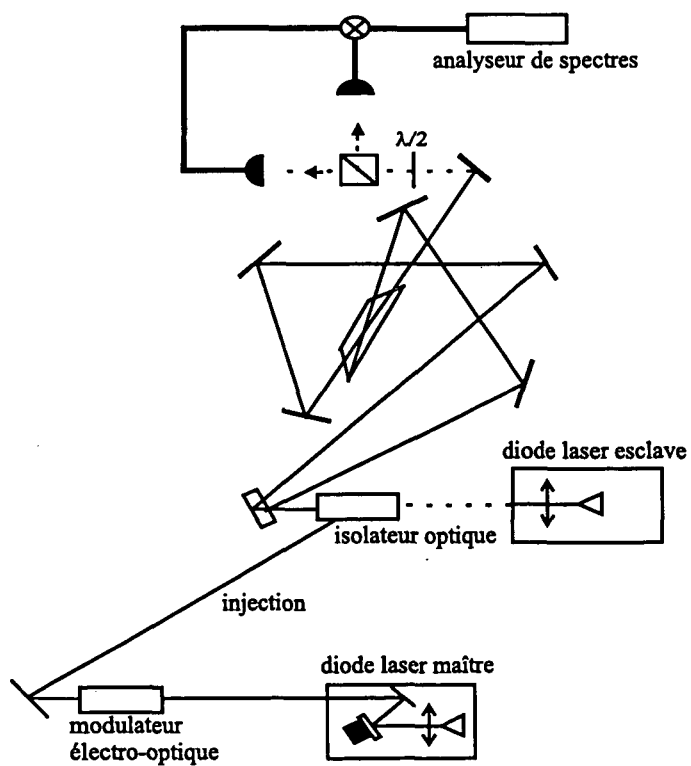 analyseur de spectres
λ/2
diode laser esclave
isolateur optique
injection
diode laser maître
modulateur
électro-optique